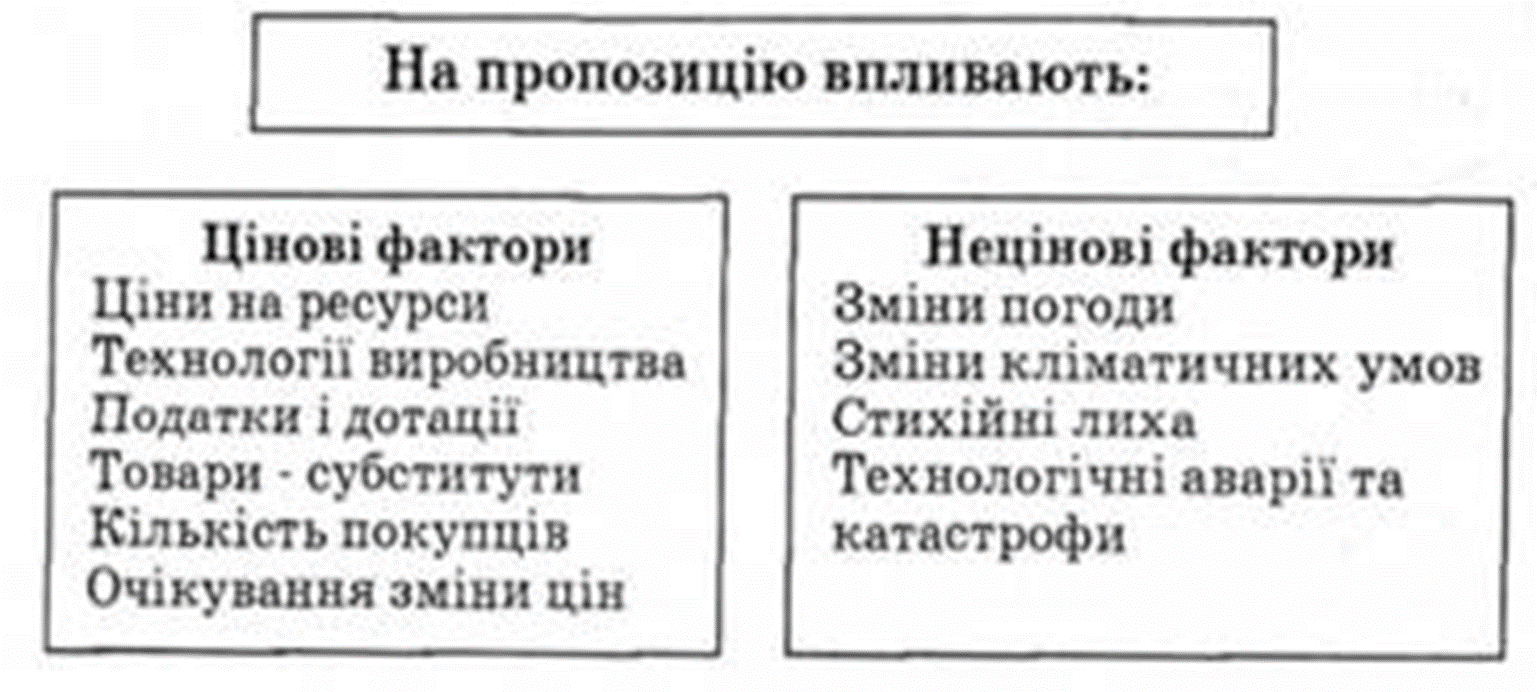 На пропозицію впливають:
Цінові фактори
Ціни на ресурси
Технології виробництва
Податки і дотації
Товари - субститути
Кількість покупців
Очікування зміни цін
Нецінові фактори
Зміни погоди
Зміни кліматичних умов
Стихійні лиха
Технологічні аварії та
катастрофи